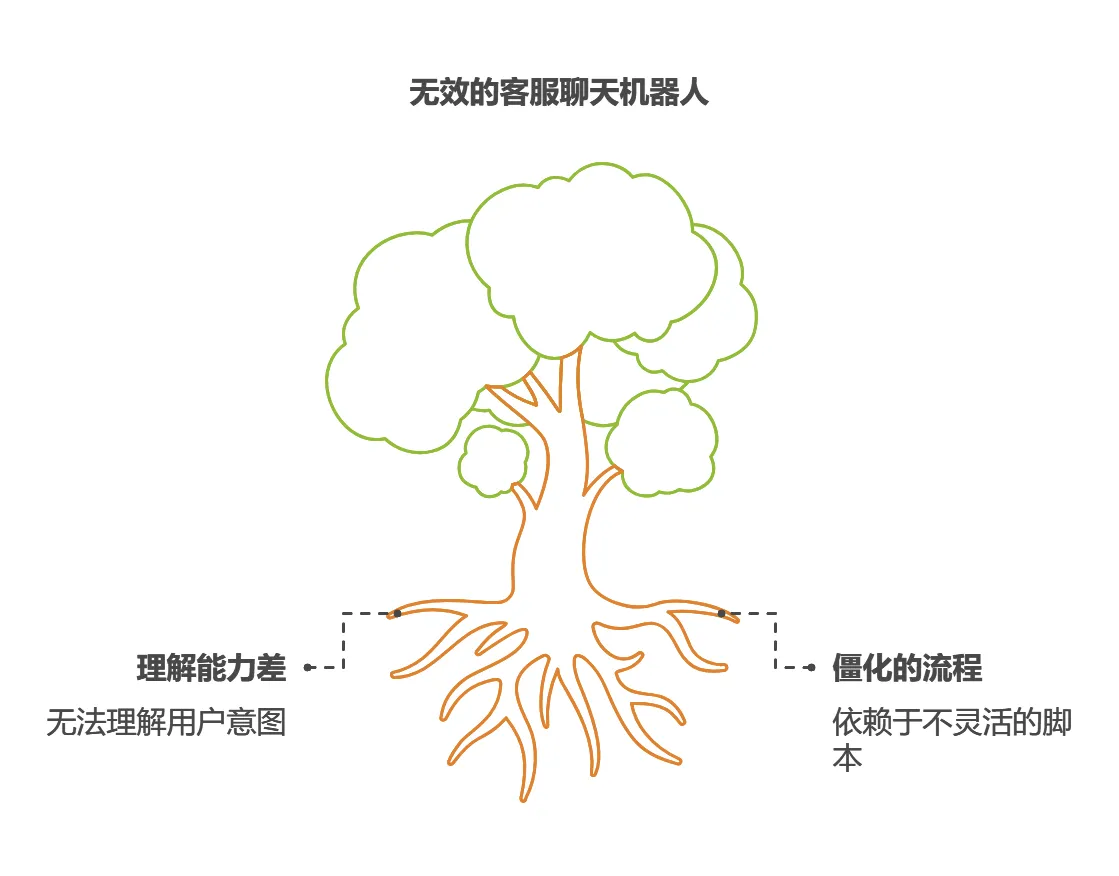 无效的客服聊天机器人
理解能力差
无法理解用户意图
僵化的流程
依赖于不灵活的脚
本